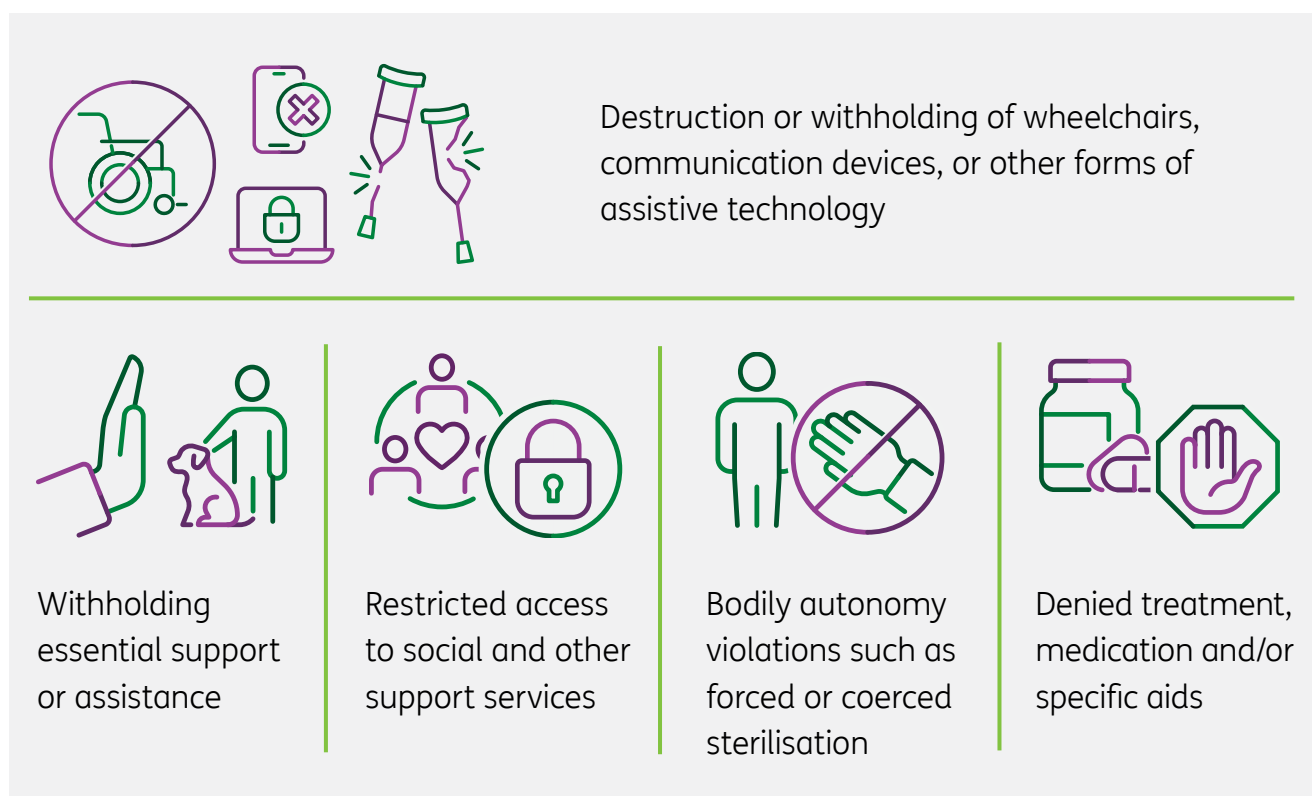 Destruction or withholding of wheelchairs,
communication devices, or other forms of
assistive technology
Withholding
essential support
or assistance
Restricted access
to social and other
support services
Bodily autonomy
violations such as
forced or coerced
sterilisation
Denied treatment,
medication and/or
specific aids